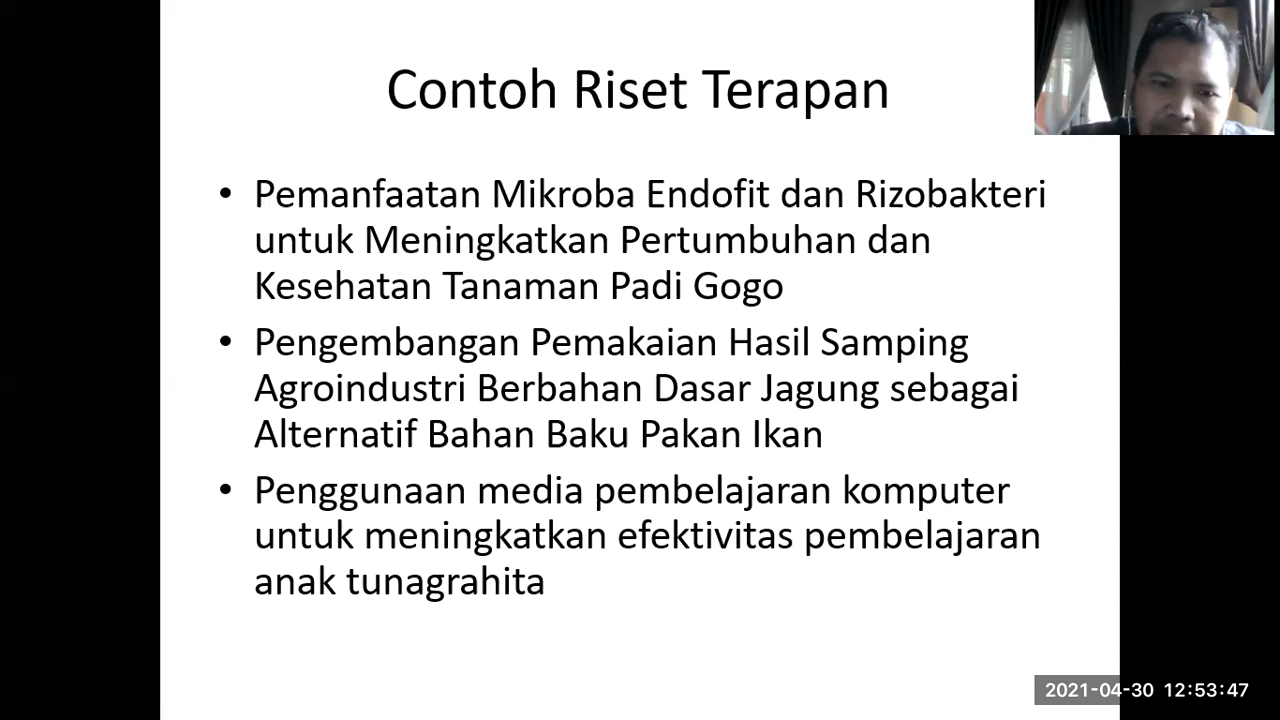 Contoh Riset Terapan
• Pemanfaatan Mikroba Endofit dan Rizobakteri
untuk Meningkatkan Pertumbuhan dan
Kesehatan Tanaman Padi Gogo
• Pengembangan Pemakaian Hasil Samping
Agroindustri Berbahan Dasar Jagung sebagai
Alternatif Bahan Baku Pakan Ikan
• Penggunaan media pembelajaran komputer
untuk meningkatkan efektivitas pembelajaran
anak tunagrahita
2021-04-30 12:53:47